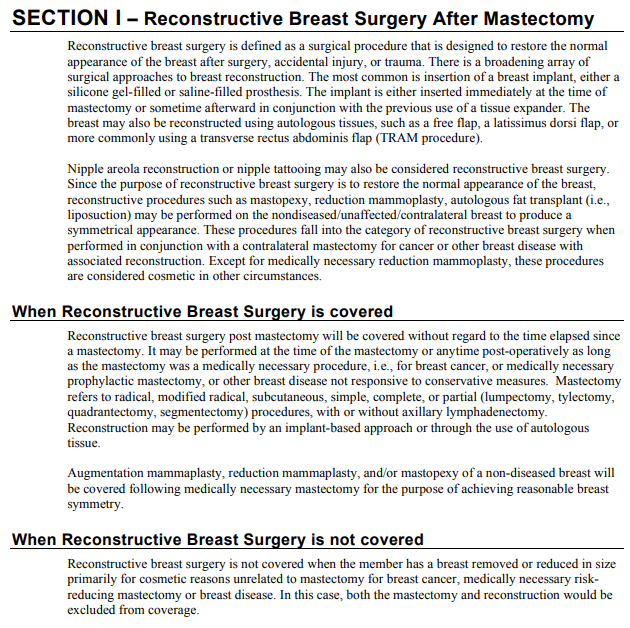 SECTION I – Reconstructive Breast Surgery After Mastectomy
Reconstructive breast surgery is defined as a surgical procedure that is designed to restore the normal
appearance of the breast after surgery, accidental injury, or trauma. There is a broadening array of
surgical approaches to breast reconstruction. The most common is insertion of a breast implant, either a
silicone gel-filled or saline-filled prosthesis. The implant is either inserted immediately at the time of
mastectomy or sometime afterward in conjunction with the previous use of a tissue expander. The
breast may also be reconstructed using autologous tissues, such as a free flap, a latissimus dorsi flap, or
more commonly using a transverse rectus abdominis flap (TRAM procedure).
Nipple areola reconstruction or nipple tattooing may also be considered reconstructive breast surgery.
Since the purpose of reconstructive breast surgery is to restore the normal appearance of the breast,
reconstructive procedures such as mastopexy, reduction mammoplasty, autologous fat transplant (i.e.,
liposuction) may be performed on the nondiseased/unaffected/contralateral breast to produce a
symmetrical appearance. These procedures fall into the category of reconstructive breast surgery when
performed in conjunction with a contralateral mastectomy for cancer or other breast disease with
associated reconstruction. Except for medically necessary reduction mammoplasty, these procedures
are considered cosmetic in other circumstances.
When Reconstructive Breast Surgery is covered
Reconstructive breast surgery post mastectomy will be covered without regard to the time elapsed since
a mastectomy. It may be performed at the time of the mastectomy or anytime post-operatively as long
as the mastectomy was a medically necessary procedure, i.e., for breast cancer, or medically necessary
prophylactic mastectomy, or other breast disease not responsive to conservative measures. Mastectomy
refers to radical, modified radical, subcutaneous, simple, complete, or partial (lumpectomy, tylectomy,
quadrantectomy, segmentectomy) procedures, with or without axillary lymphadenectomy.
Reconstruction may be performed by an implant-based approach or through the use of autologous
tissue.
Augmentation mammaplasty, reduction mammaplasty, and/or mastopexy of a non-diseased breast will
be covered following medically necessary mastectomy for the purpose of achieving reasonable breast
symmetry.
When Reconstructive Breast Surgery is not covered
Reconstructive breast surgery is not covered when the member has a breast removed or reduced in size
primarily for cosmetic reasons unrelated to mastectomy for breast cancer, medically necessary risk-
reducing mastectomy or breast disease. In this case, both the mastectomy and reconstruction would be
excluded from coverage.